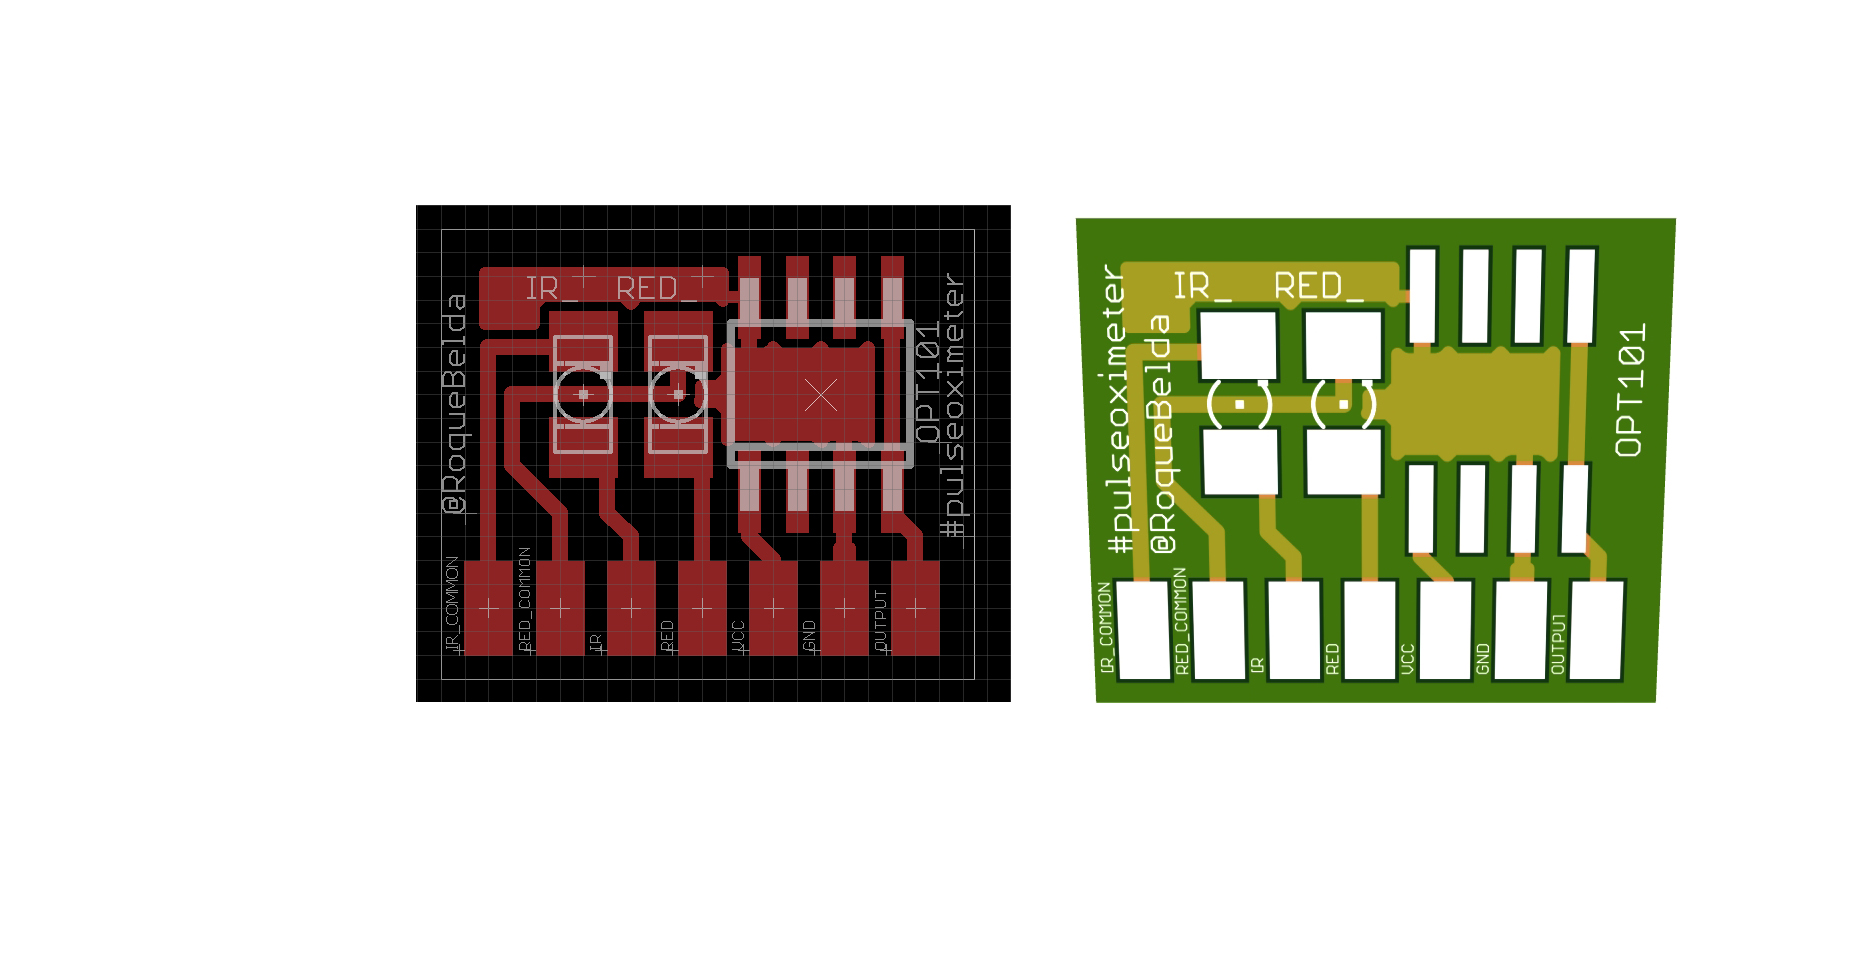 IR_ RED_
@RoqueBelda
OPT101
#pulseoximeter
IR_COMMON
RED_COMMON
IR
RED
VCC
GND
OUTPUT
IR_ RED_
#pulseoximeter
@RoqueBelda
OPT101
IR_COMMON
RED_COMMON
IR
RED
VCC
GND
OUTPUT